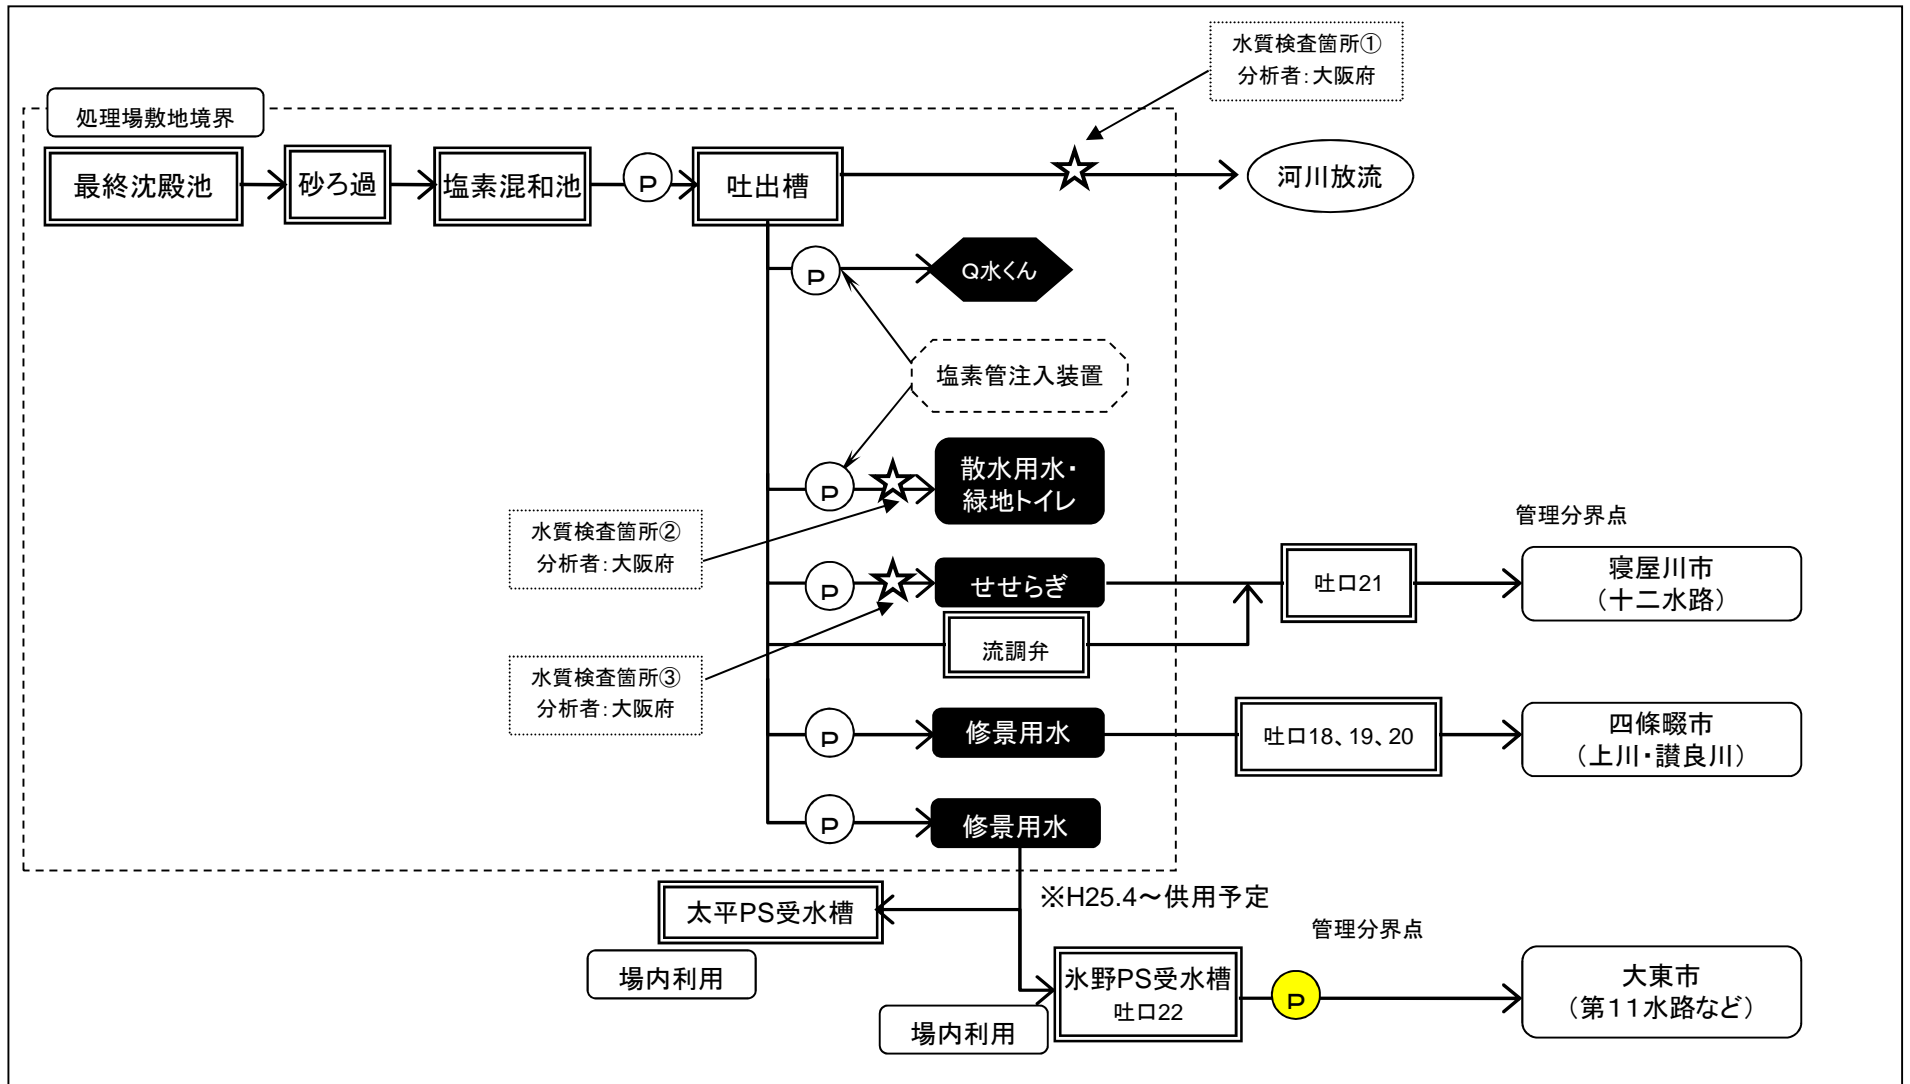 水質検査箇所①
分析者:大阪府
処理場敷地境界
最終沈殿池
砂ろ過
塩素混和池
P
吐出槽
河川放流
P
Q水くん
塩素管注入装置
P
散水用水・
緑地トイレ
水質検査箇所②
分析者:大阪府
管理分界点
P
せせらぎ
吐口21
寝屋川市
(十二水路)
流調弁
水質検査箇所③
分析者:大阪府
P
修景用水
吐口18、19、20
四條畷市
(上川・讃良川)
P
修景用水
※H25.4～供用予定
太平PS受水槽
場内利用
管理分界点
氷野PS受水槽
吐口22
場内利用
P
大東市
(第11水路など)